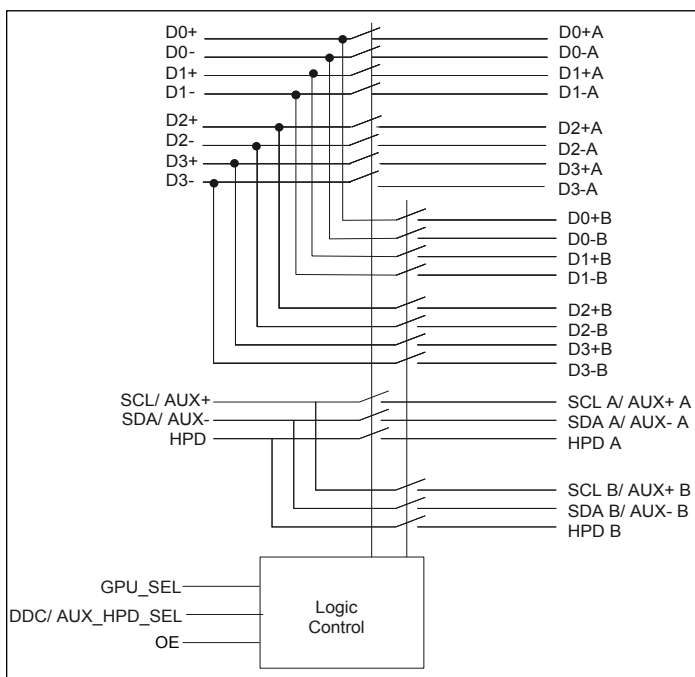 D0+ D0+A
D0- D0-A
D1+ D1+A
D1- D1-A
D2+ D2+A
D2- D2-A
D3+ D3+A
D3- D3-A
D0+B
D0-B
D1+B
D1-B
D2+B
D2-B
D3+B
D3-B
SCL/ AUX+ SCL A/ AUX+ A
SDA/ AUX- SDA A/ AUX- A
HPD HPD A
SCL B/ AUX+ B
SDA B/ AUX- B
HPD B
GPU_SEL
DDC/ AUX_HPD_SEL
OE
Logic
Control